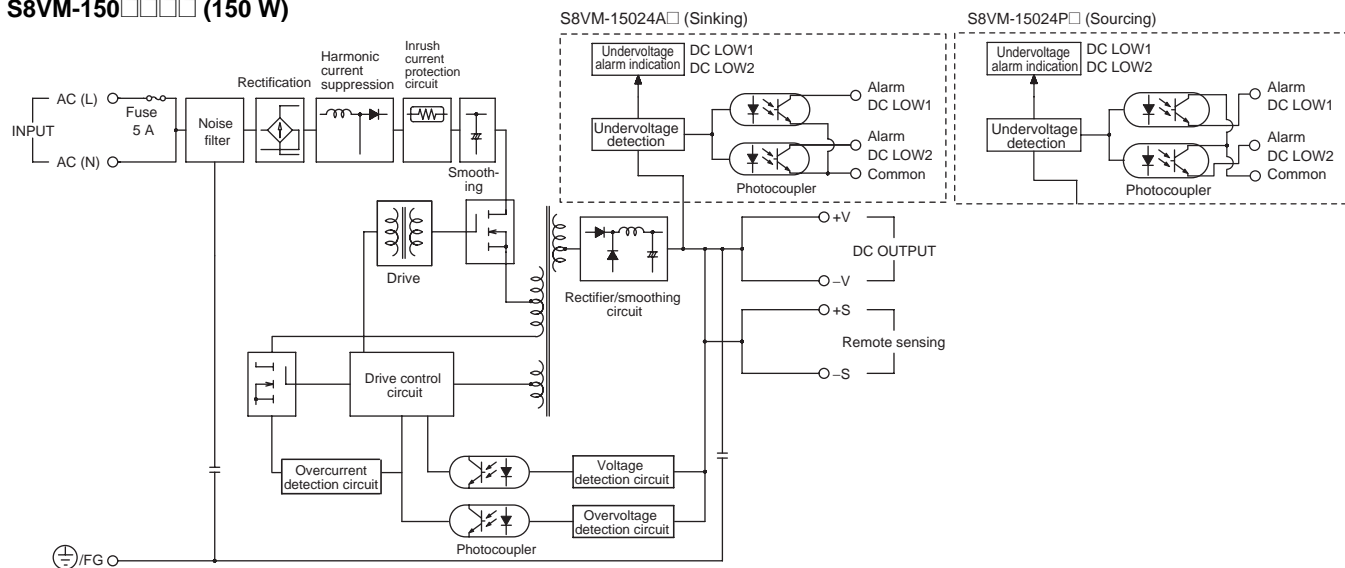 S8VM-150□□□□ (150 W)
S8VM-15024A□ (Sinking)
S8VM-15024P□ (Sourcing)
Undervoltage
alarm indication
DC LOW1
DC LOW2
Undervoltage
detection
Alarm
DC LOW1
Alarm
DC LOW2
Common
Photocoupler
Undervoltage
alarm indication
DC LOW1
DC LOW2
Undervoltage
detection
Alarm
DC LOW1
Alarm
DC LOW2
Common
Photocoupler
INPUT
AC (L)
AC (N)
Fuse
5 A
Noise
filter
Rectification
Harmonic
current
suppression
Inrush
current
protection
circuit
Smooth-
ing
Drive
Rectifier/smoothing
circuit
+V
DC OUTPUT
−V
+S
Remote sensing
−S
Drive control
circuit
Overcurrent
detection circuit
Voltage
detection circuit
Overvoltage
detection circuit
Photocoupler
/FG